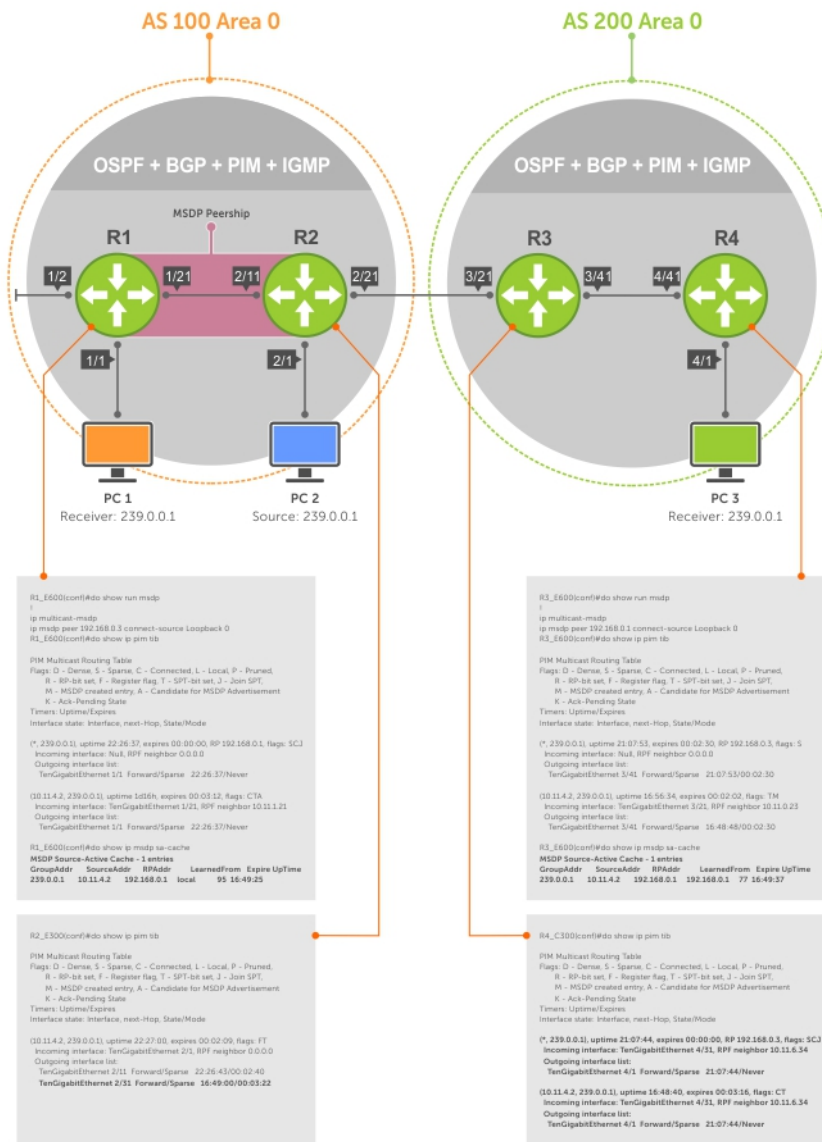 AS 100 Area 0
AS 200 Area 0
OSPF + BGP + PIM + IGMP
OSPF + BGP + PIM + IGMP
MSDP Peership
R1
R2
R3
R4
1/2
1/21
2/11
2/21
3/21
3/41
4/41
1/1
2/1
4/1
PC 1
Receiver: 239.0.0.1
PC 2
Source: 239.0.0.1
PC 3
Receiver: 239.0.0.1
R1_E600(conf)#do show run msdp
!
ip multicast-msdp
ip msdp peer 192.168.0.3 connect-source Loopback 0
R1_E600(conf)#do show ip pim tib
PIM Multicast Routing Table
Flags: D - Dense, S - Sparse, C - Connected, L - Local, P - Pruned,
R - RP-bit set, F - Register flag, T - SPT-bit set, J - Join SPT,
M - MSDP created entry, A - Candidate for MSDP Advertisement
K - Ack-Pending State
Timers: Uptime/Expires
Interface state: Interface, next-Hop, State/Mode
(*, 239.0.0.1), uptime 22:26:37, expires 00:00:00, RP 192.168.0.1, flags: SCJ
Incoming interface: Null, RPF neighbor 0.0.0.0
Outgoing interface list:
TenGigabitEthernet 1/1 Forward/Sparse 22:26:37/Never
(10.11.4.2, 239.0.0.1), uptime 1d16h, expires 00:03:12, flags: CTA
Incoming interface: TenGigabitEthernet 1/21, RPF neighbor 10.11.1.21
Outgoing interface list:
TenGigabitEthernet 1/1 Forward/Sparse 22:26:37/Never
R1_E600(conf)#do show ip msdp sa-cache
MSDP Source-Active Cache - 1 entries
GroupAddr SourceAddr RPAddr LearnedFrom Expire UpTime
239.0.0.1 10.11.4.2 192.168.0.1 local 95 16:49:25
R3_E600(conf)#do show run msdp
!
ip multicast-msdp
ip msdp peer 192.168.0.1 connect-source Loopback 0
R3_E600(conf)#do show ip pim tib
PIM Multicast Routing Table
Flags: D - Dense, S - Sparse, C - Connected, L - Local, P - Pruned,
R - RP-bit set, F - Register flag, T - SPT-bit set, J - Join SPT,
M - MSDP created entry, A - Candidate for MSDP Advertisement
K - Ack-Pending State
Timers: Uptime/Expires
Interface state: Interface, next-Hop, State/Mode
(*, 239.0.0.1), uptime 21:07:53, expires 00:02:30, RP 192.168.0.3, flags: S
Incoming interface: Null, RPF neighbor 0.0.0.0
Outgoing interface list:
TenGigabitEthernet 3/41 Forward/Sparse 21:07:53/00:02:30
(10.11.4.2, 239.0.0.1), uptime 16:56:34, expires 00:02:02, flags: TM
Incoming interface: TenGigabitEthernet 3/21, RPF neighbor 10.11.0.23
Outgoing interface list:
TenGigabitEthernet 3/41 Forward/Sparse 16:48:48/00:02:30
R3_E600(conf)#do show ip msdp sa-cache
MSDP Source-Active Cache - 1 entries
GroupAddr SourceAddr RPAddr LearnedFrom Expire UpTime
239.0.0.1 10.11.4.2 192.168.0.1 192.168.0.1 77 16:49:37
R2_E300(conf)#do show ip pim tib
PIM Multicast Routing Table
Flags: D - Dense, S - Sparse, C - Connected, L - Local, P - Pruned,
R - RP-bit set, F - Register flag, T - SPT-bit set, J - Join SPT,
M - MSDP created entry, A - Candidate for MSDP Advertisement
K - Ack-Pending State
Timers: Uptime/Expires
Interface state: Interface, next-Hop, State/Mode
(10.11.4.2, 239.0.0.1), uptime 22:27:00, expires 00:02:09, flags: FT
Incoming interface: TenGigabitEthernet 2/1, RPF neighbor 0.0.0.0
Outgoing interface list:
TenGigabitEthernet 2/11 Forward/Sparse 22:26:43/00:02:40
TenGigabitEthernet 2/31 Forward/Sparse 16:49:00/00:03:22
R4_C300(conf)#do show ip pim tib
PIM Multicast Routing Table
Flags: D - Dense, S - Sparse, C - Connected, L - Local, P - Pruned,
R - RP-bit set, F - Register flag, T - SPT-bit set, J - Join SPT,
M - MSDP created entry, A - Candidate for MSDP Advertisement
K - Ack-Pending State
Timers: Uptime/Expires
Interface state: Interface, next-Hop, State/Mode
(*, 239.0.0.1), uptime 21:07:44, expires 00:00:00, RP 192.168.0.3, flags: SCJ
Incoming interface: TenGigabitEthernet 4/31, RPF neighbor 10.11.6.34
Outgoing interface list:
TenGigabitEthernet 4/1 Forward/Sparse 21:07:44/Never
(10.11.4.2, 239.0.0.1), uptime 16:48:40, expires 00:03:16, flags: CT
Incoming interface: TenGigabitEthernet 4/31, RPF neighbor 10.11.6.34
Outgoing interface list:
TenGigabitEthernet 4/1 Forward/Sparse 21:07:44/Never